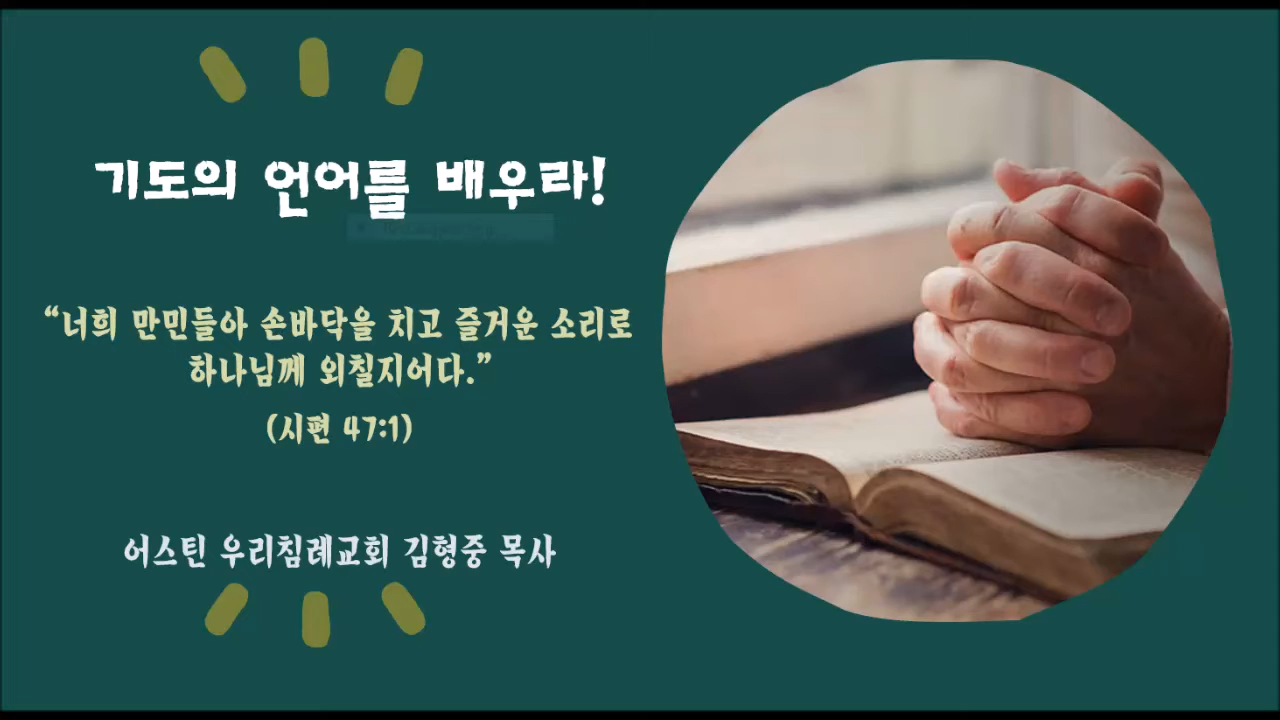 기도의 언어를 배우라!
“너희 만민들아 손바닥을 치고 즐거운 소리로
하나님께 외칠지어다.”
(시편 47:1)
어스틴 우리침례교회 김형중 목사